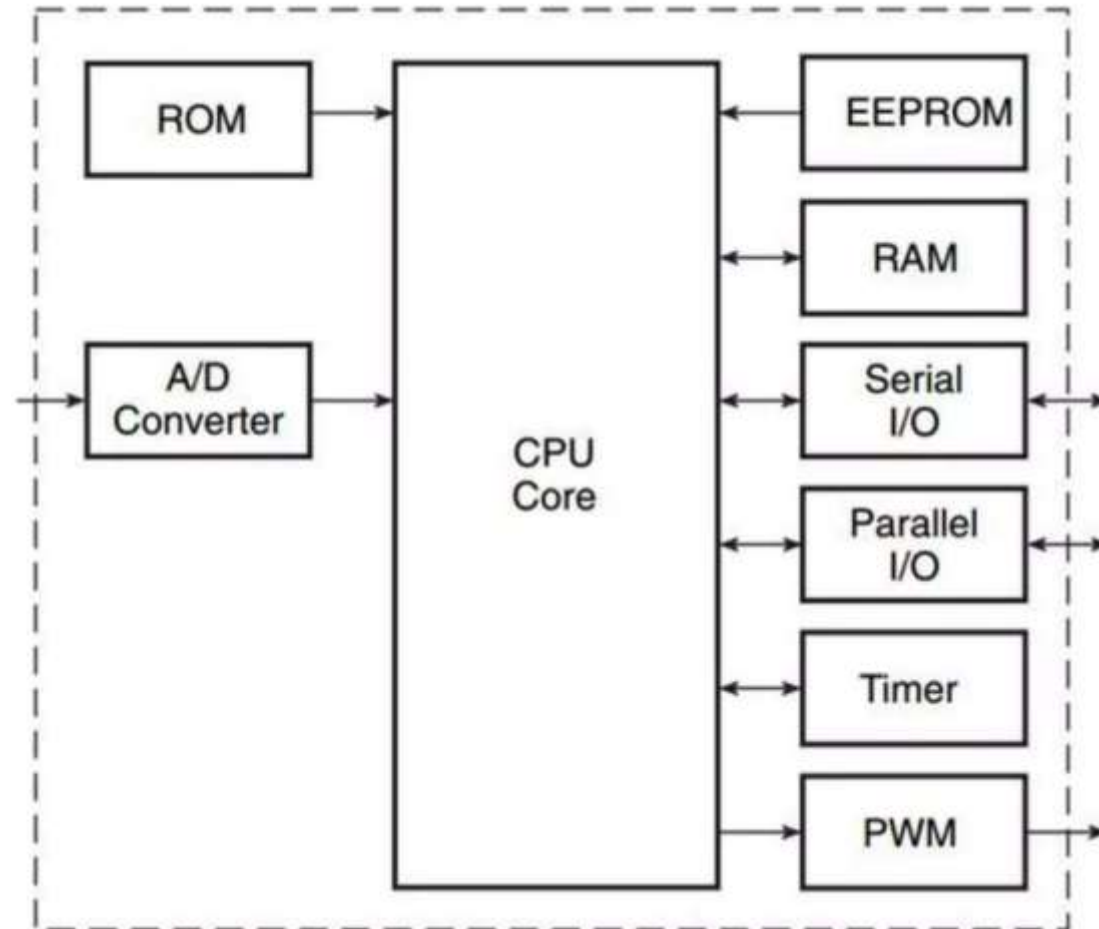 ROM
EEPROM
RAM
A/D
Converter
Serial
I/O
CPU
Core
Parallel
I/O
Timer
PWM